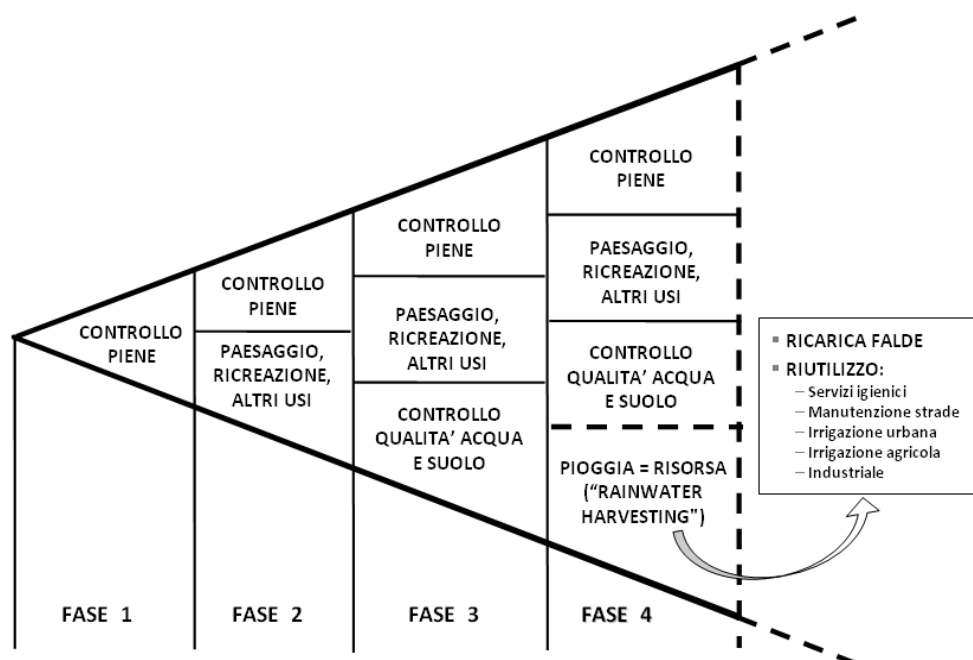 CONTROLLO
PIENE
CONTROLLO
PIENE
PAESAGGIO,
RICREAZIONE,
ALTRI USI
CONTROLLO
PIENE
PAESAGGIO,
RICREAZIONE,
ALTRI USI
CONTROLLO
QUALITA’ ACQUA
E SUOLO
CONTROLLO
PIENE
PAESAGGIO,
RICREAZIONE,
ALTRI USI
CONTROLLO
QUALITA’ ACQUA
E SUOLO
PIOGGIA = RISORSA
(“RAINWATER
HARVESTING")
▪ RICARICA FALDE
▪ RIUTILIZZO:
– Servizi igienici
– Manutenzione strade
– Irrigazione urbana
– Irrigazione agricola
– Industriale
FASE 1
FASE 2
FASE 3
FASE 4